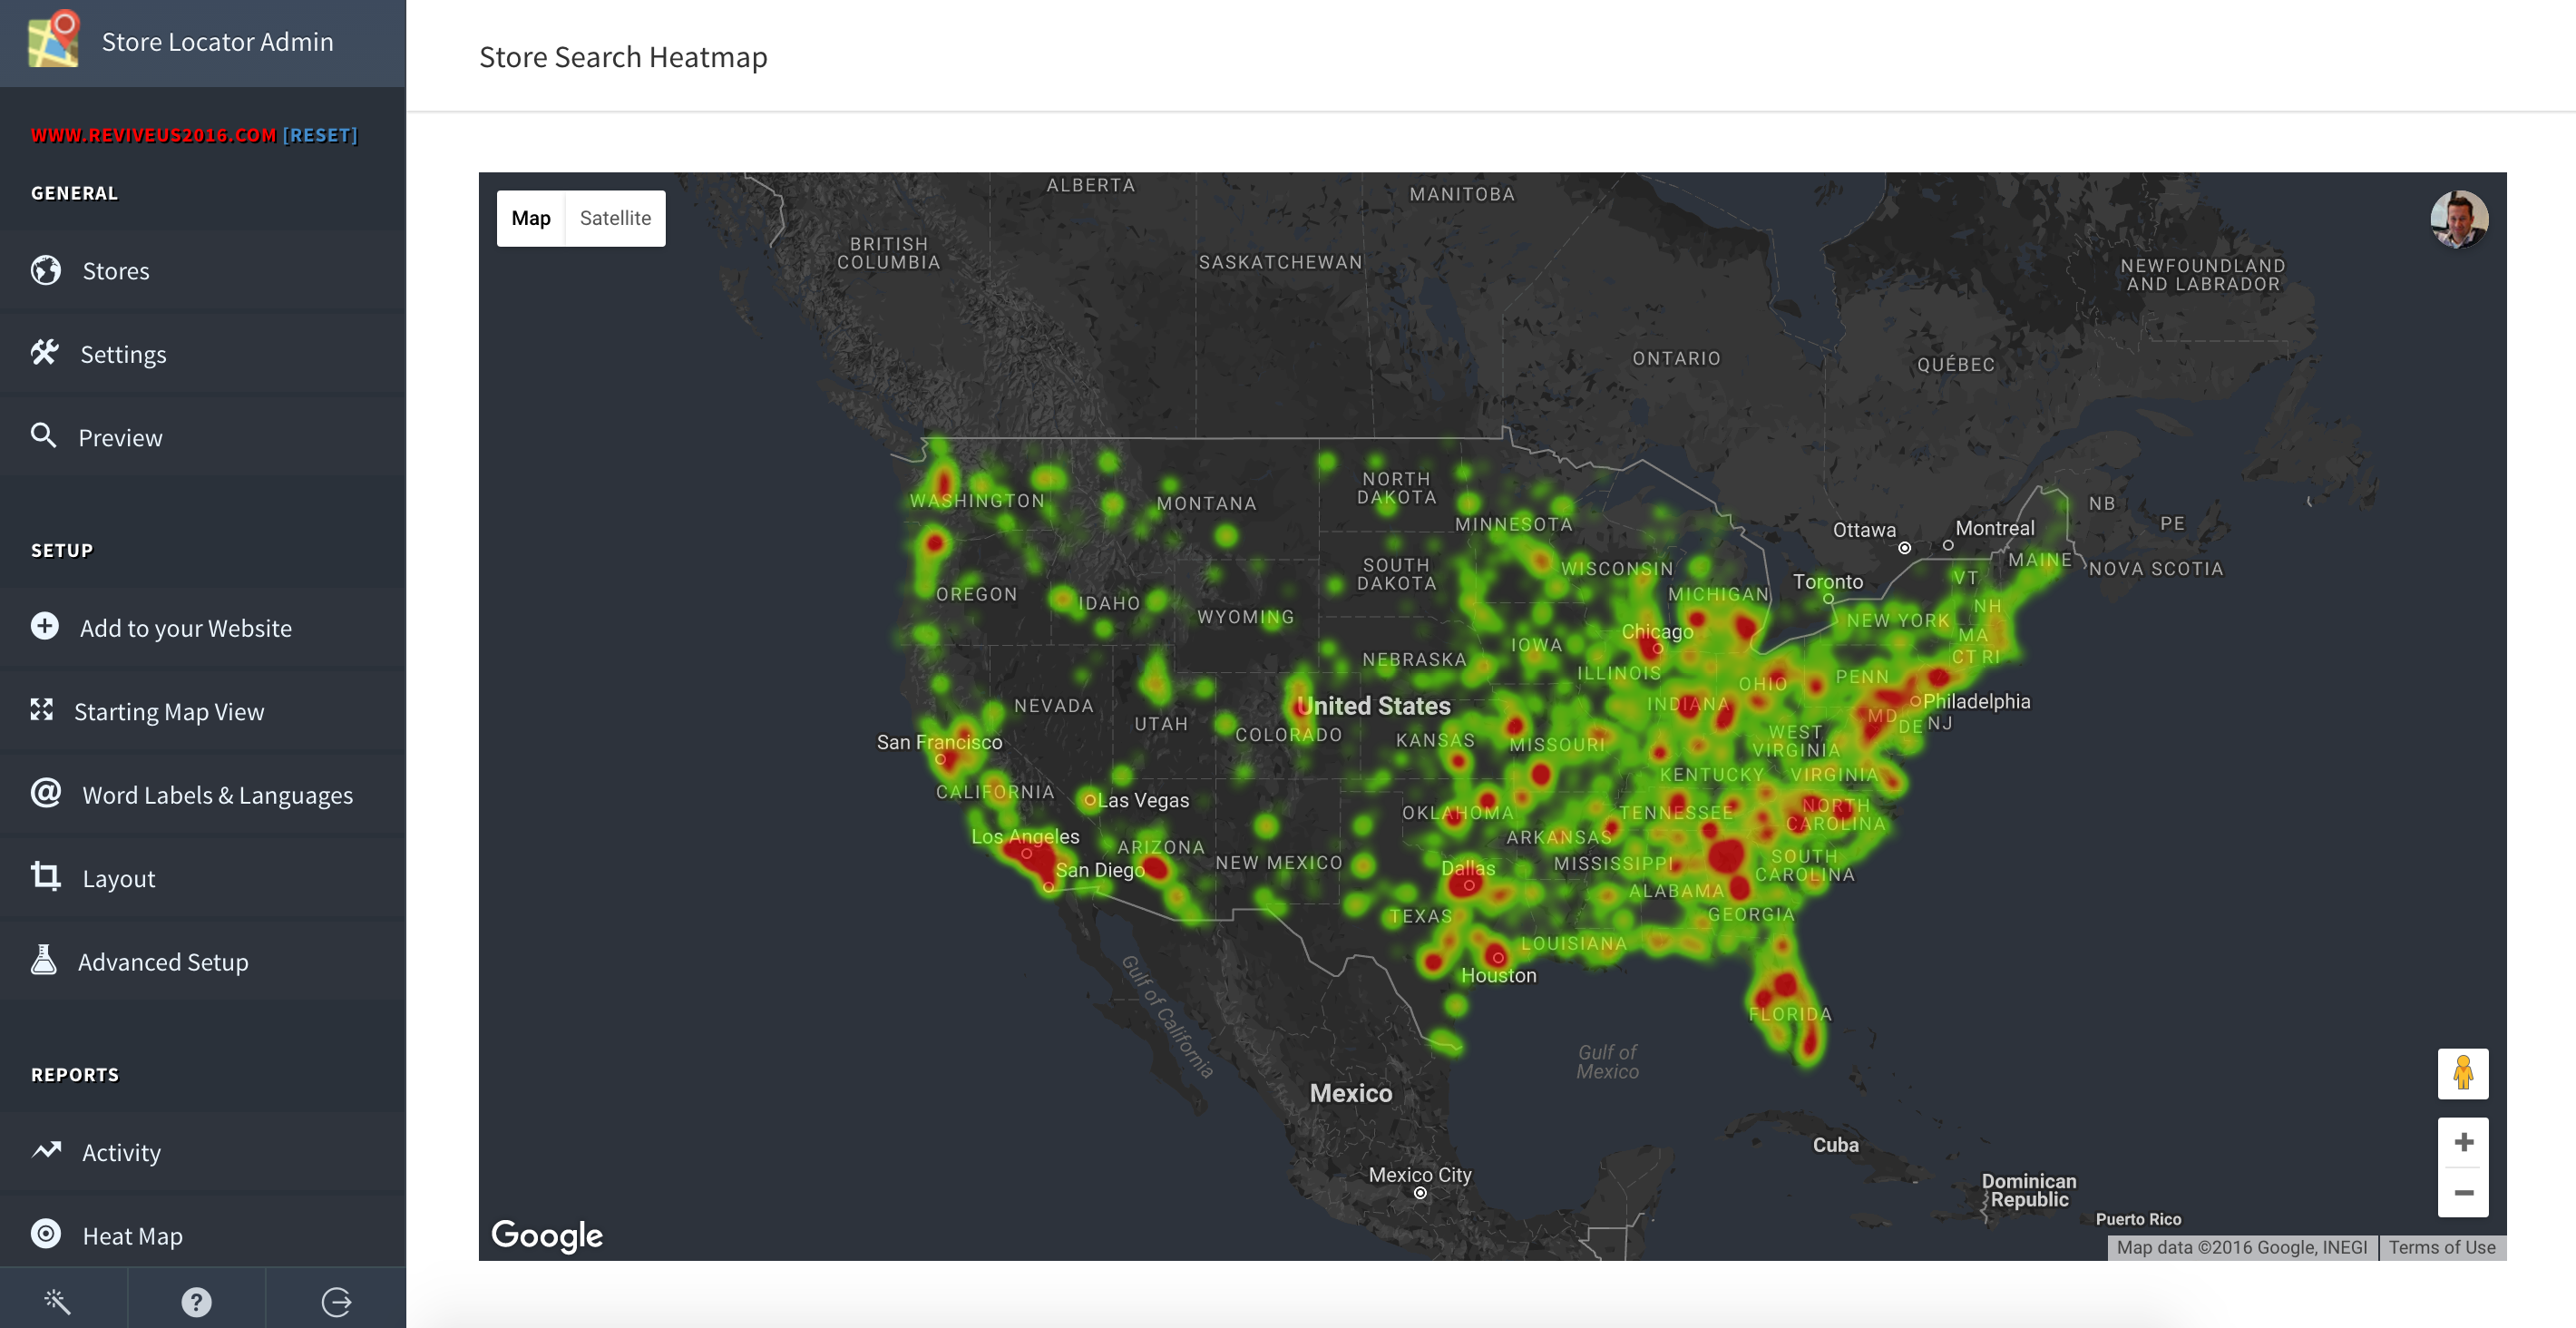 Store Locator Admin
WWW.REVIVEUS2016.COM [RESET]
GENERAL
Stores
Settings
Preview
SETUP
Add to your Website
Starting Map View
Word Labels & Languages
Layout
Advanced Setup
REPORTS
Activity
Heat Map
?
Store Search Heatmap
Map
Satellite
ALBERTA
MANITOBA
BRITISH
COLUMBIA
SASKATCHEWAN
NEWFOUNDLAND
AND LABRADOR
ONTARIO
QUÉBEC
WASHINGTON
MONTANA
NORTH
DAKOTA
MINNESOTA
Ottawa
Montreal
NB
PE
MAINE
NOVA SCOTIA
OREGON
IDAHO
WYOMING
SOUTH
DAKOTA
WISCONSIN
MICHIGAN
Toronto
VT
NH
NEW YORK
MA
CT RI
Chicago
IOWA
NEBRASKA
ILLINOIS
INDIANA
OHIO
PENN
Philadelphia
MD
DE
NJ
NEVADA
UTAH
COLORADO
United States
KANSAS
MISSOURI
WEST
VIRGINIA
KENTUCKY
VIRGINIA
San Francisco
CALIFORNIA
Las Vegas
Los Angeles
San Diego
ARIZONA
NEW MEXICO
OKLAHOMA
ARKANSAS
TENNESSEE
NORTH
CAROLINA
Dallas
MISSISSIPPI
ALABAMA
SOUTH
CAROLINA
GEORGIA
TEXAS
LOUISIANA
Houston
FLORIDA
Gulf of California
Gulf of
Mexico
Mexico
Mexico City
Cuba
Dominican
Republic
Puerto Rico
Google
Map data ©2016 Google, INEGI
Terms of Use